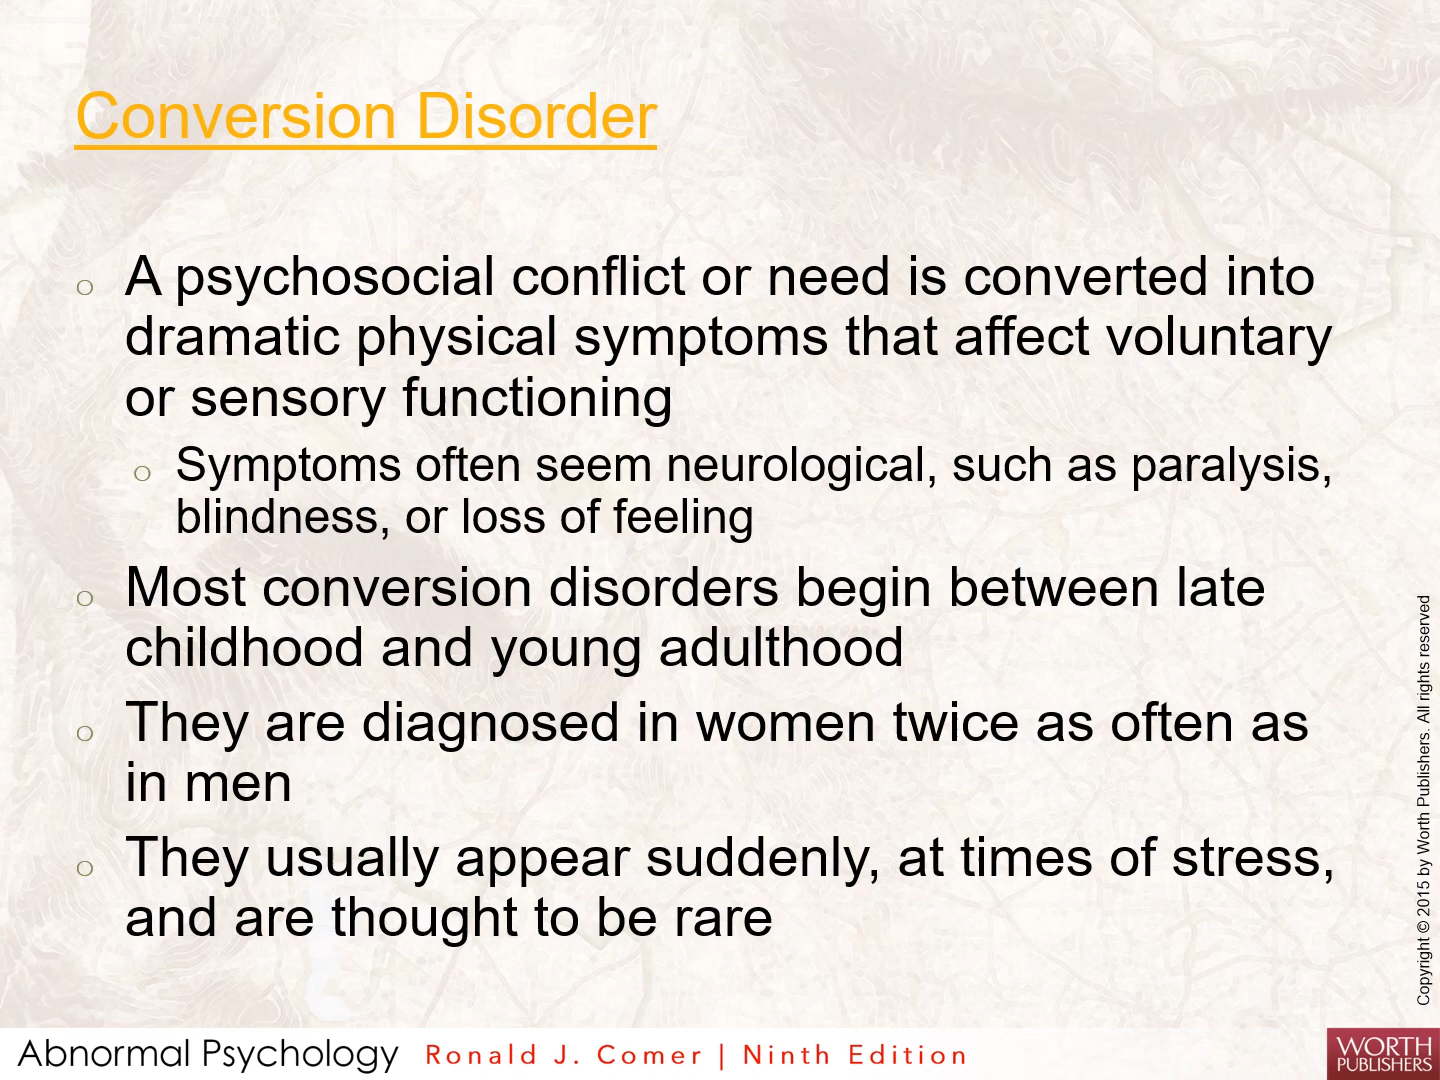 Conversion Disorder
○ A psychosocial conflict or need is converted into
dramatic physical symptoms that affect voluntary
or sensory functioning
○ Symptoms often seem neurological, such as paralysis,
blindness, or loss of feeling
○ Most conversion disorders begin between late
childhood and young adulthood
○ They are diagnosed in women twice as often as
in men
○ They usually appear suddenly, at times of stress,
and are thought to be rare
Copyright © 2015 by Worth Publishers. All rights reserved
Abnormal Psychology Ronald J. Comer | Ninth Edition
WORTH
PUBLISHERS